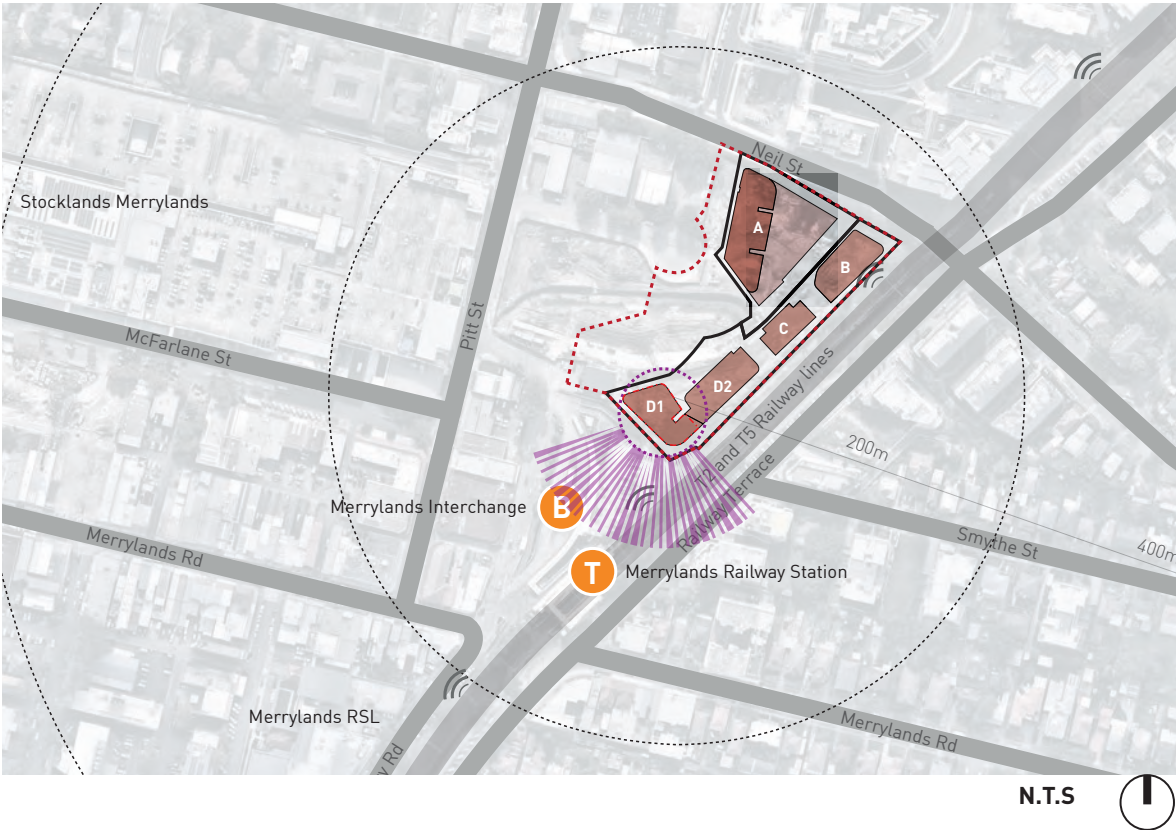 Neil St
Stocklands Merrylands
A
B
Pitt St
C
McFarlane St
D2
D1
T2 and T5 Railway lines
200m
Merrylands Interchange
B
Railway Terrace
Smythe St
400m
Merrylands Rd
T
Merrylands Railway Station
Merrylands RSL
Merrylands Rd
y Rd
N.T.S